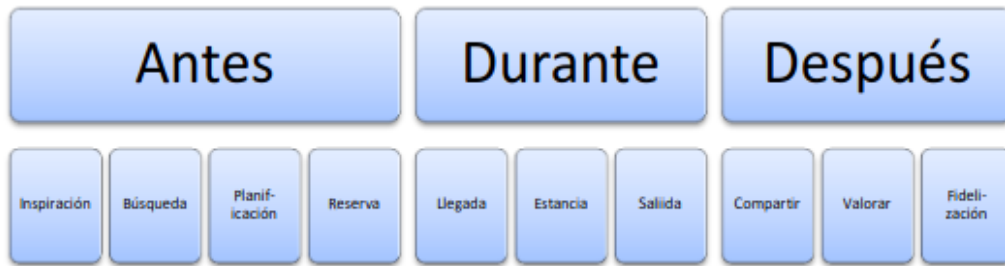 Antes
Durante
Después
Inspiración
Búsqueda
Planif-
icación
Reserva
Llegada
Estancia
Saliida
Compartir
Valorar
Fideli-
zación